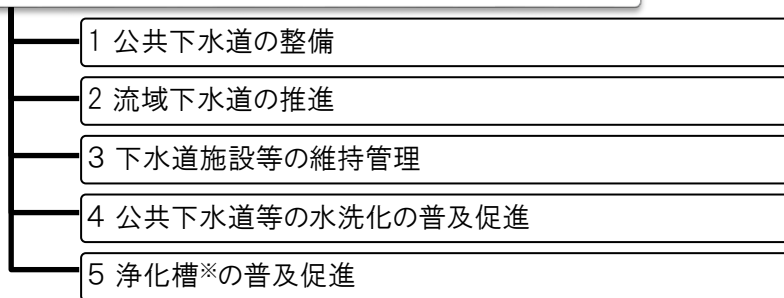 1 公共下水道の整備
2 流域下水道の推進
3 下水道施設等の維持管理
4 公共下水道等の水洗化の普及促進
5 浄化槽※の普及促進